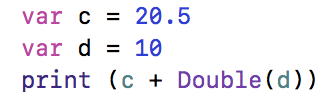 var c = 20.5
var d = 10
print (c + Double(d))